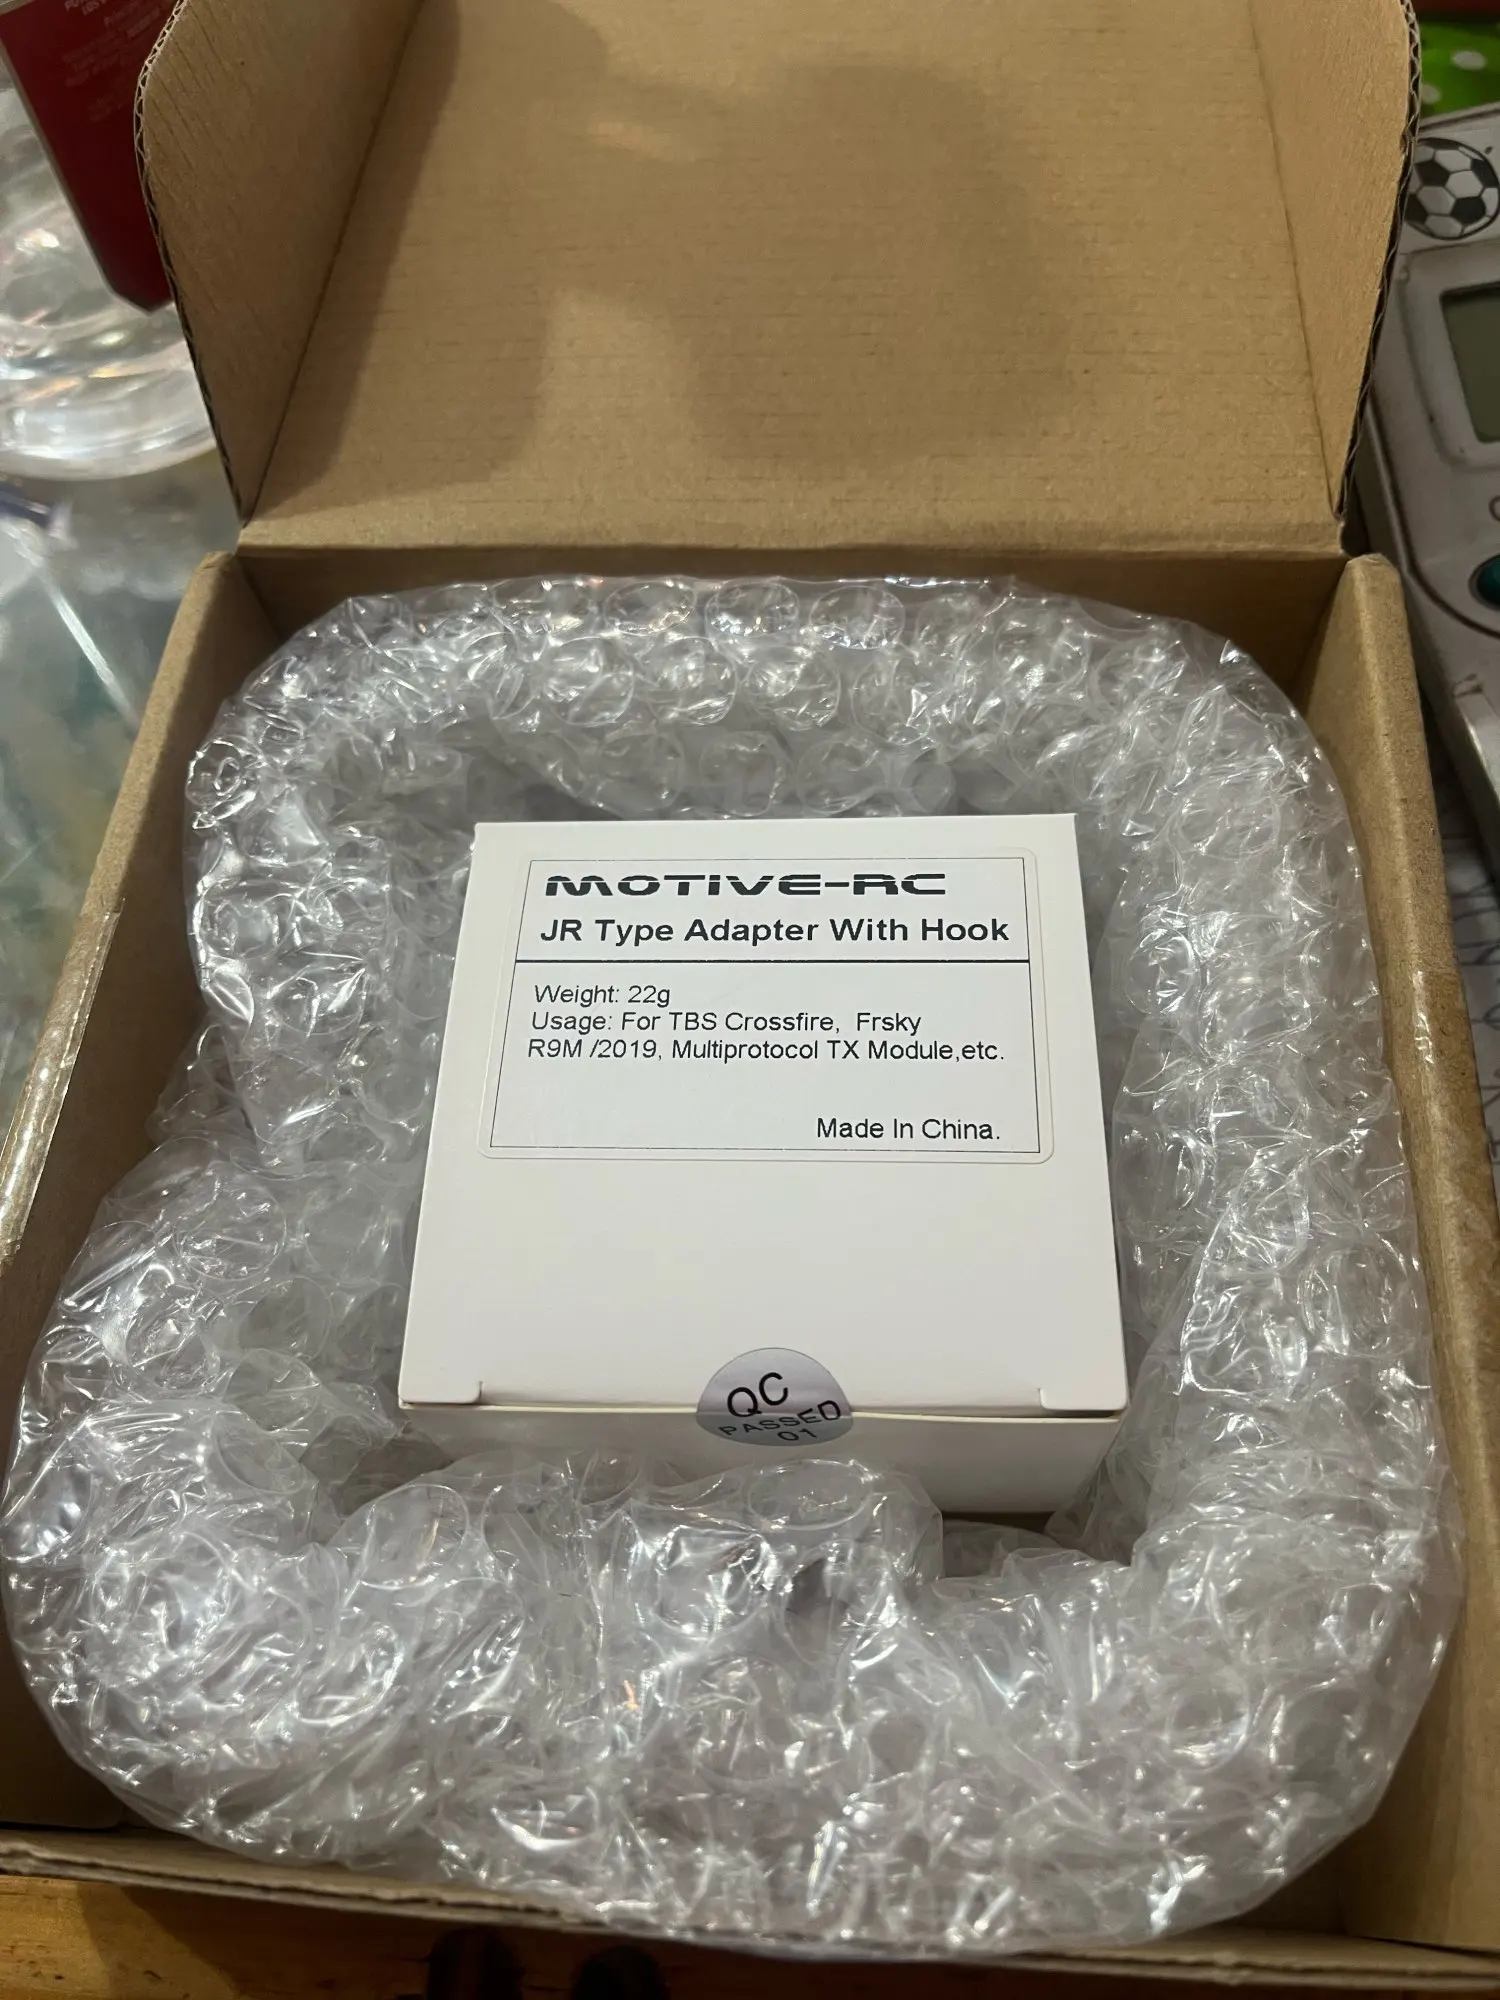 MOTIVE-RC
JR Type Adapter With Hook
Weight: 22g
Usage: For TBS Crossfire, Frsky
R9M /2019, Multiprotocol TX Module,etc.
Made In China.
QC
PASSED
01